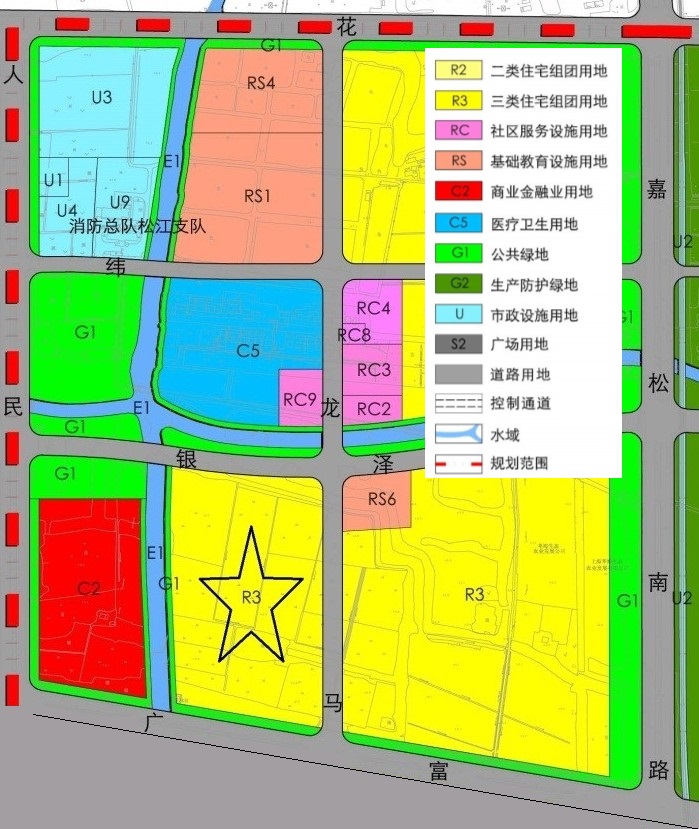 花
人
G1
U3
RS4
E1
U1
RS1
U4
U9
消防总队松江支队
纬
嘉
U2
R2 二类住宅组团用地
R3 三类住宅组团用地
RC 社区服务设施用地
RS 基础教育设施用地
C2 商业金融业用地
C5 医疗卫生用地
G1 公共绿地
G2 生产防护绿地
U 市政设施用地
S2 广场用地
道路用地
控制通道
水域
规划范围
RC4
G1
G1
RC8
C5
RC3
松
RC9
RC2
民
E1
龙
G1
银
泽
G1
RS6
E1
G1
C2
R3
R3
G1
南
U2
马
广
富
路